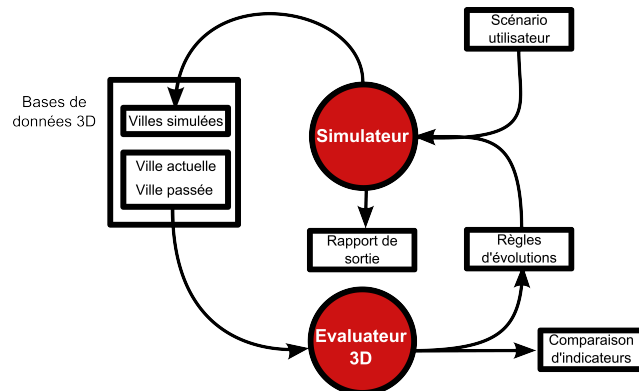 Scénario
utilisateur
Bases de
données 3D
Villes simulées
Ville actuelle
Ville passée
Simulateur
Rapport de
sortie
Règles
d'évolutions
Evaluateur
3D
Comparaison
d'indicateurs